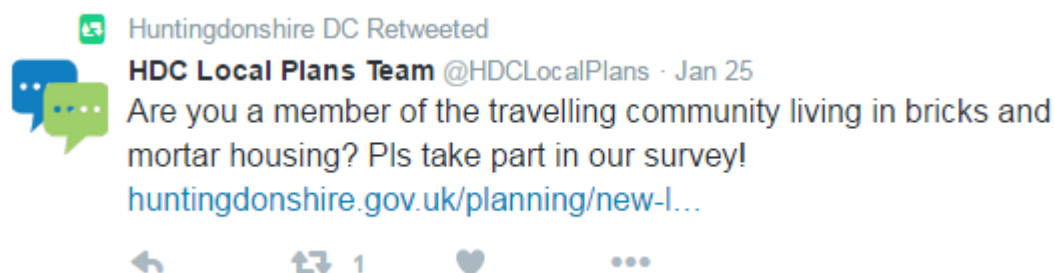 Huntingdonshire DC Retweeted
HDC Local Plans Team @HDCLocalPlans · Jan 25
Are you a member of the travelling community living in bricks and
mortar housing? Pls take part in our survey!
huntingdonshire.gov.uk/planning/new-l...
1